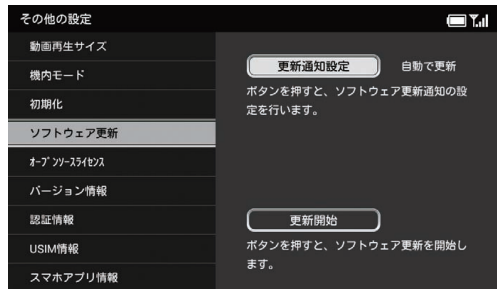 その他の設定
動画再生サイズ
機内モード
初期化
ソフトウェア更新
オープンソースライセンス
バージョン情報
認証情報
USIM情報
スマホアプリ情報
更新通知設定 自動で更新
ボタンを押すと、ソフトウェア更新通知の設
定を行います。
更新開始
ボタンを押すと、ソフトウェア更新を開始し
ます。